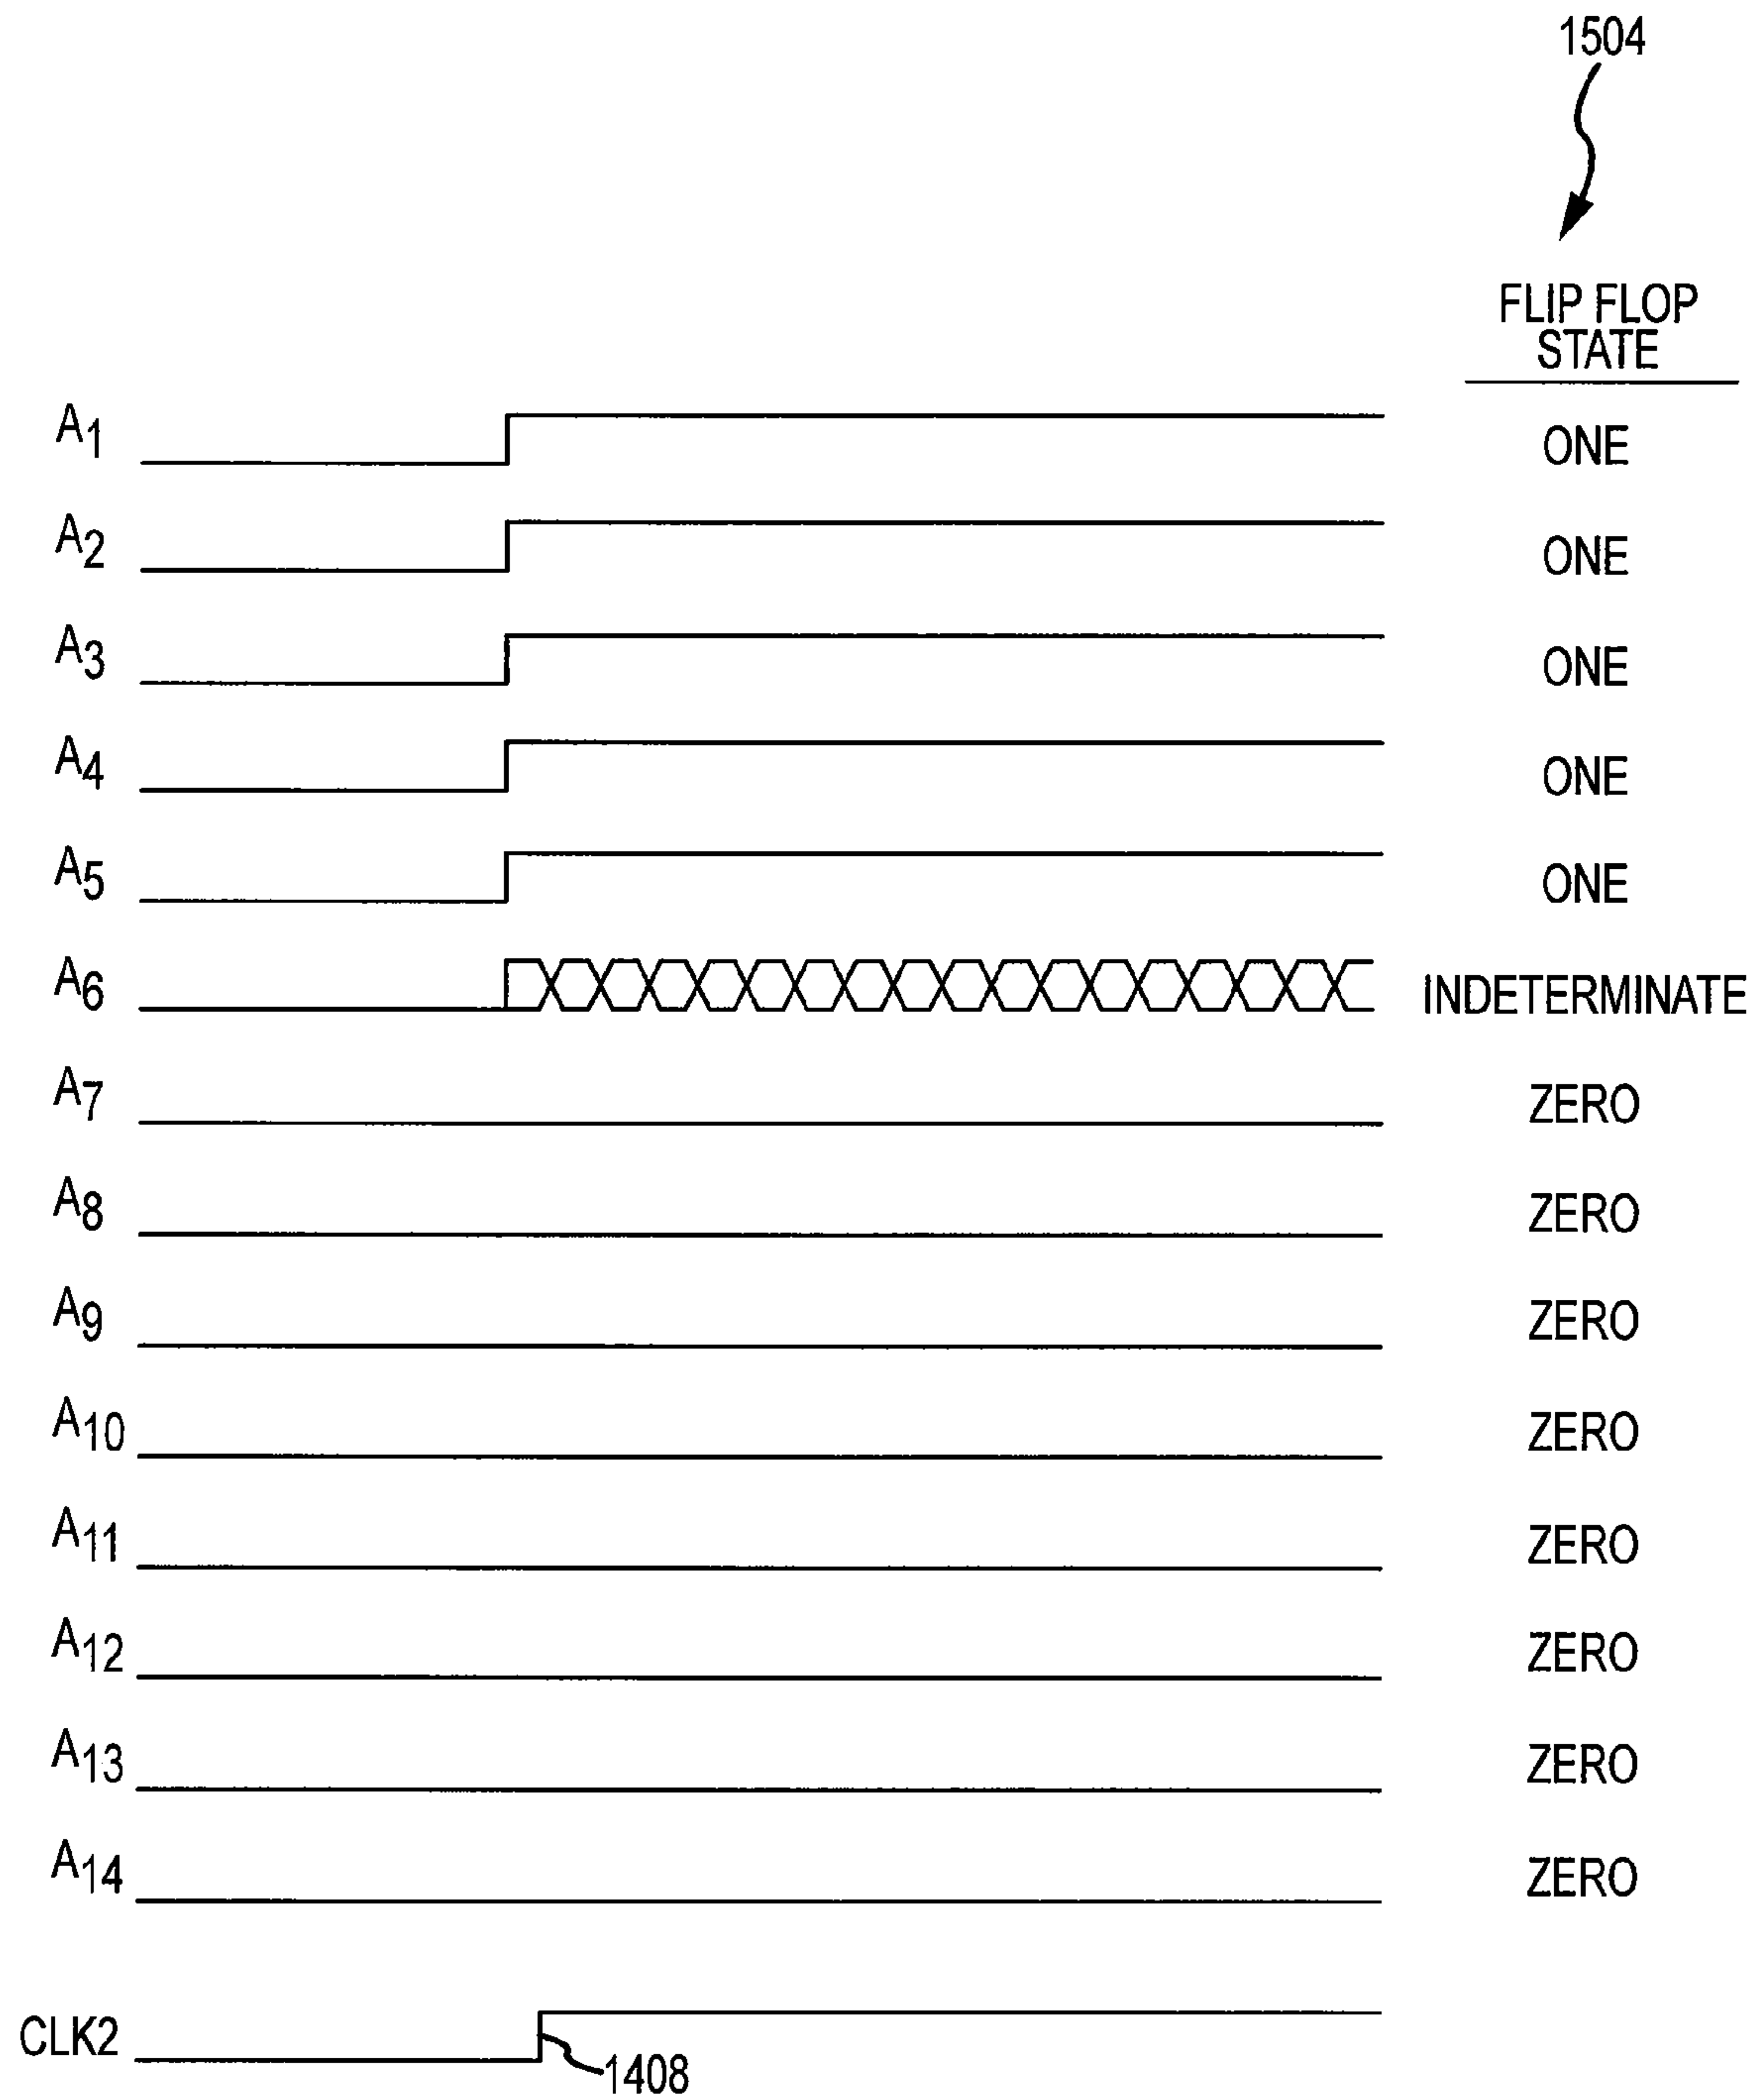 1504
FLIP FLOP
STATE
A1 ONE
A2 ONE
A3 ONE
A4 ONE
A5 ONE
A6 INDETERMINATE
A7 ZERO
A8 ZERO
A9 ZERO
A10 ZERO
A11 ZERO
A12 ZERO
A13 ZERO
A14 ZERO
CLK2
1408